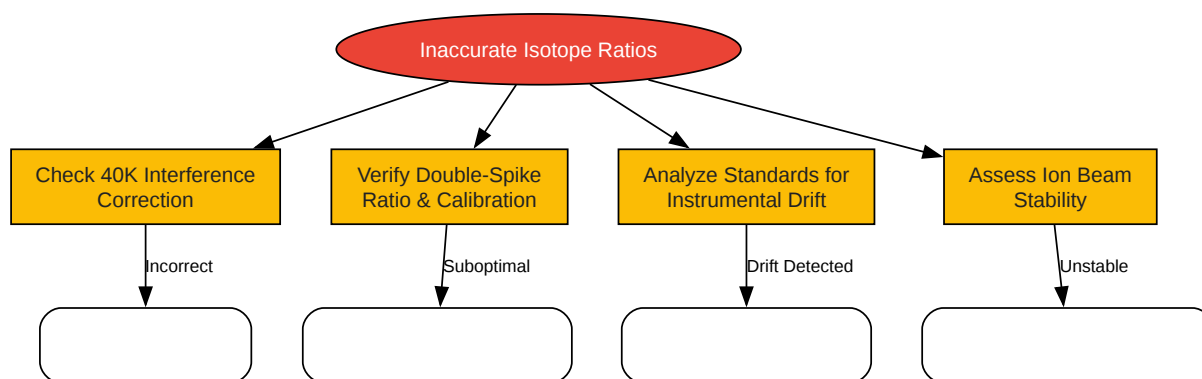 Inaccurate Isotope Ratios
Check 40K Interference
Correction
Verify Double-Spike
Ratio & Calibration
Analyze Standards for
Instrumental Drift
Assess Ion Beam
Stability
Incorrect
Suboptimal
Drift Detected
Unstable